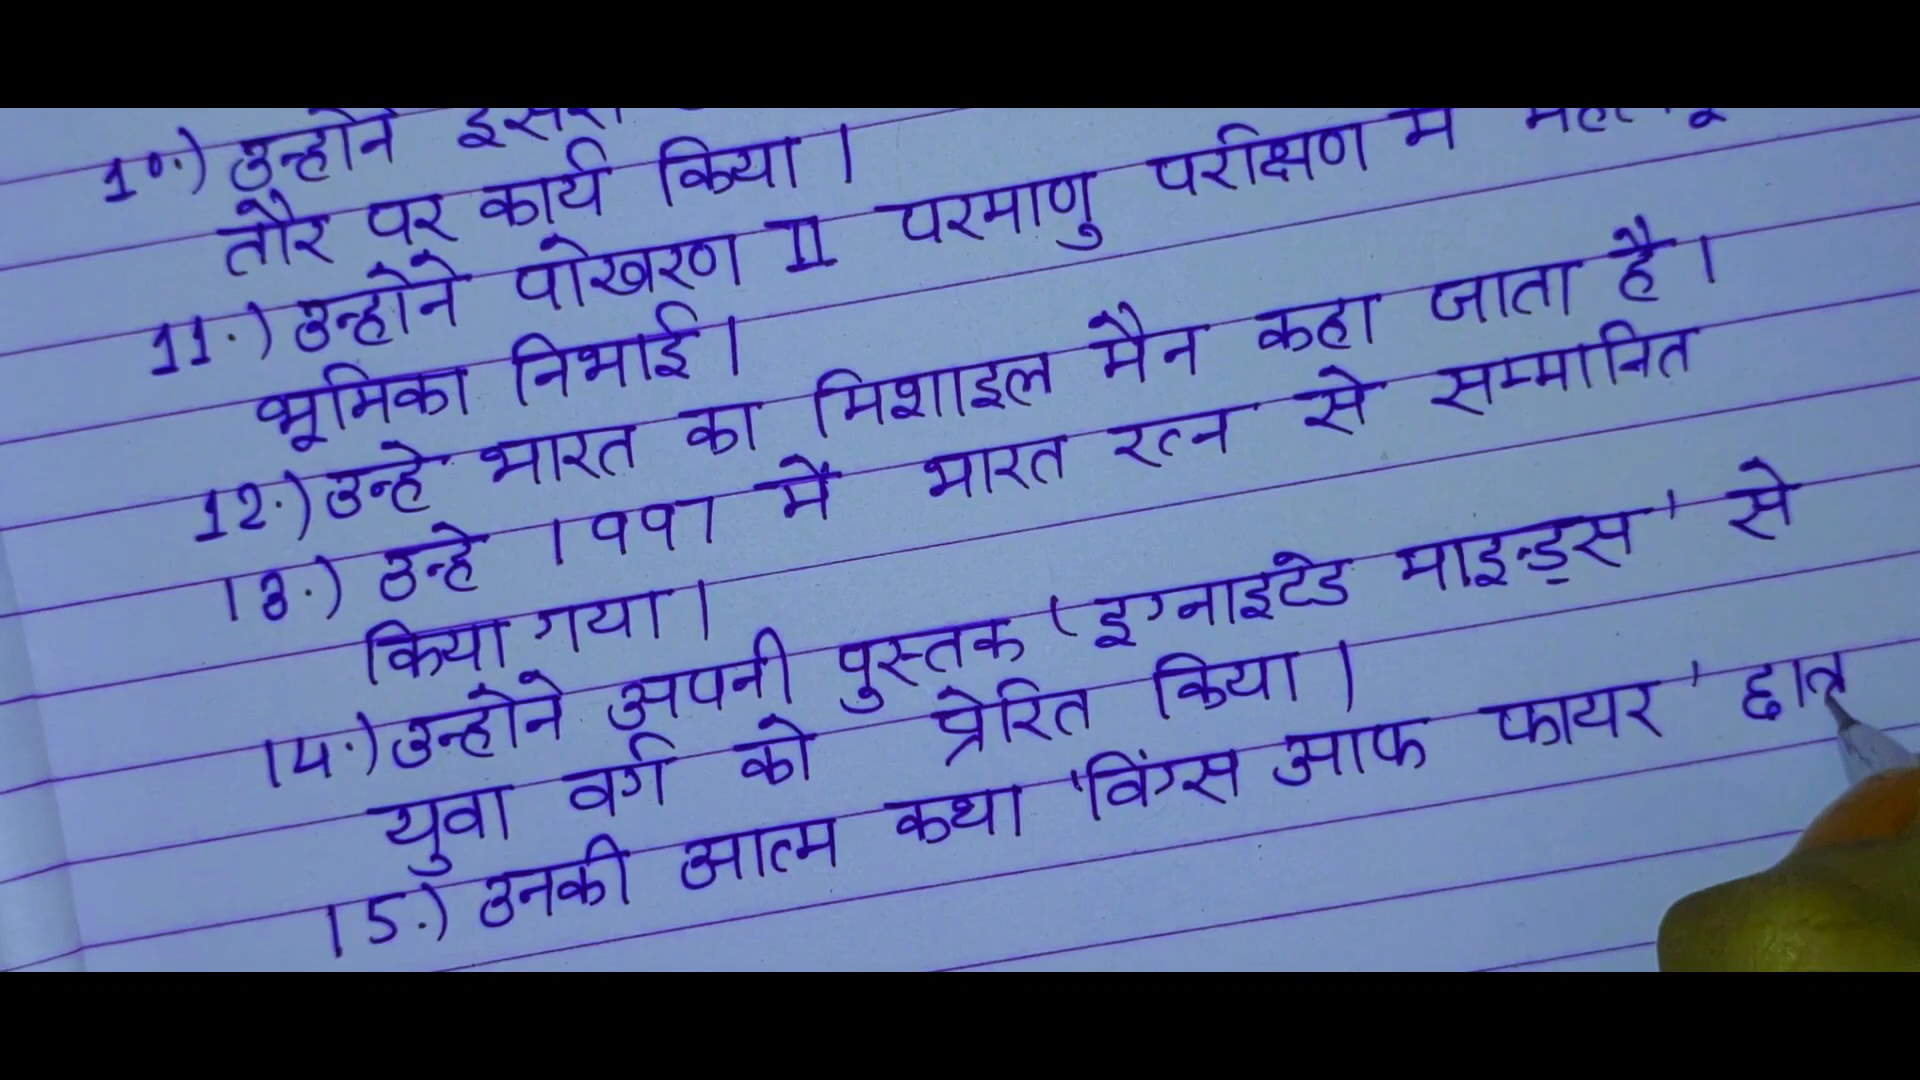 10.) उन्होंने इसरो
तौर पर कार्य किया।
11.) उन्होंने पोखरण II परमाणु परीक्षण में
भूमिका निभाई।
12.) उन्हे भारत का मिशाइल मैन कहा जाता है।
13.) उन्हे 1997 में भारत रत्न से सम्मानित
किया गया।
14.) उन्होंने अपनी पुस्तक 'इग्नाइटेड माइन्ड्स' से
युवा वर्ग को प्रेरित किया।
15.) उनकी आत्म कथा 'विंग्स आफ फायर' छात्र